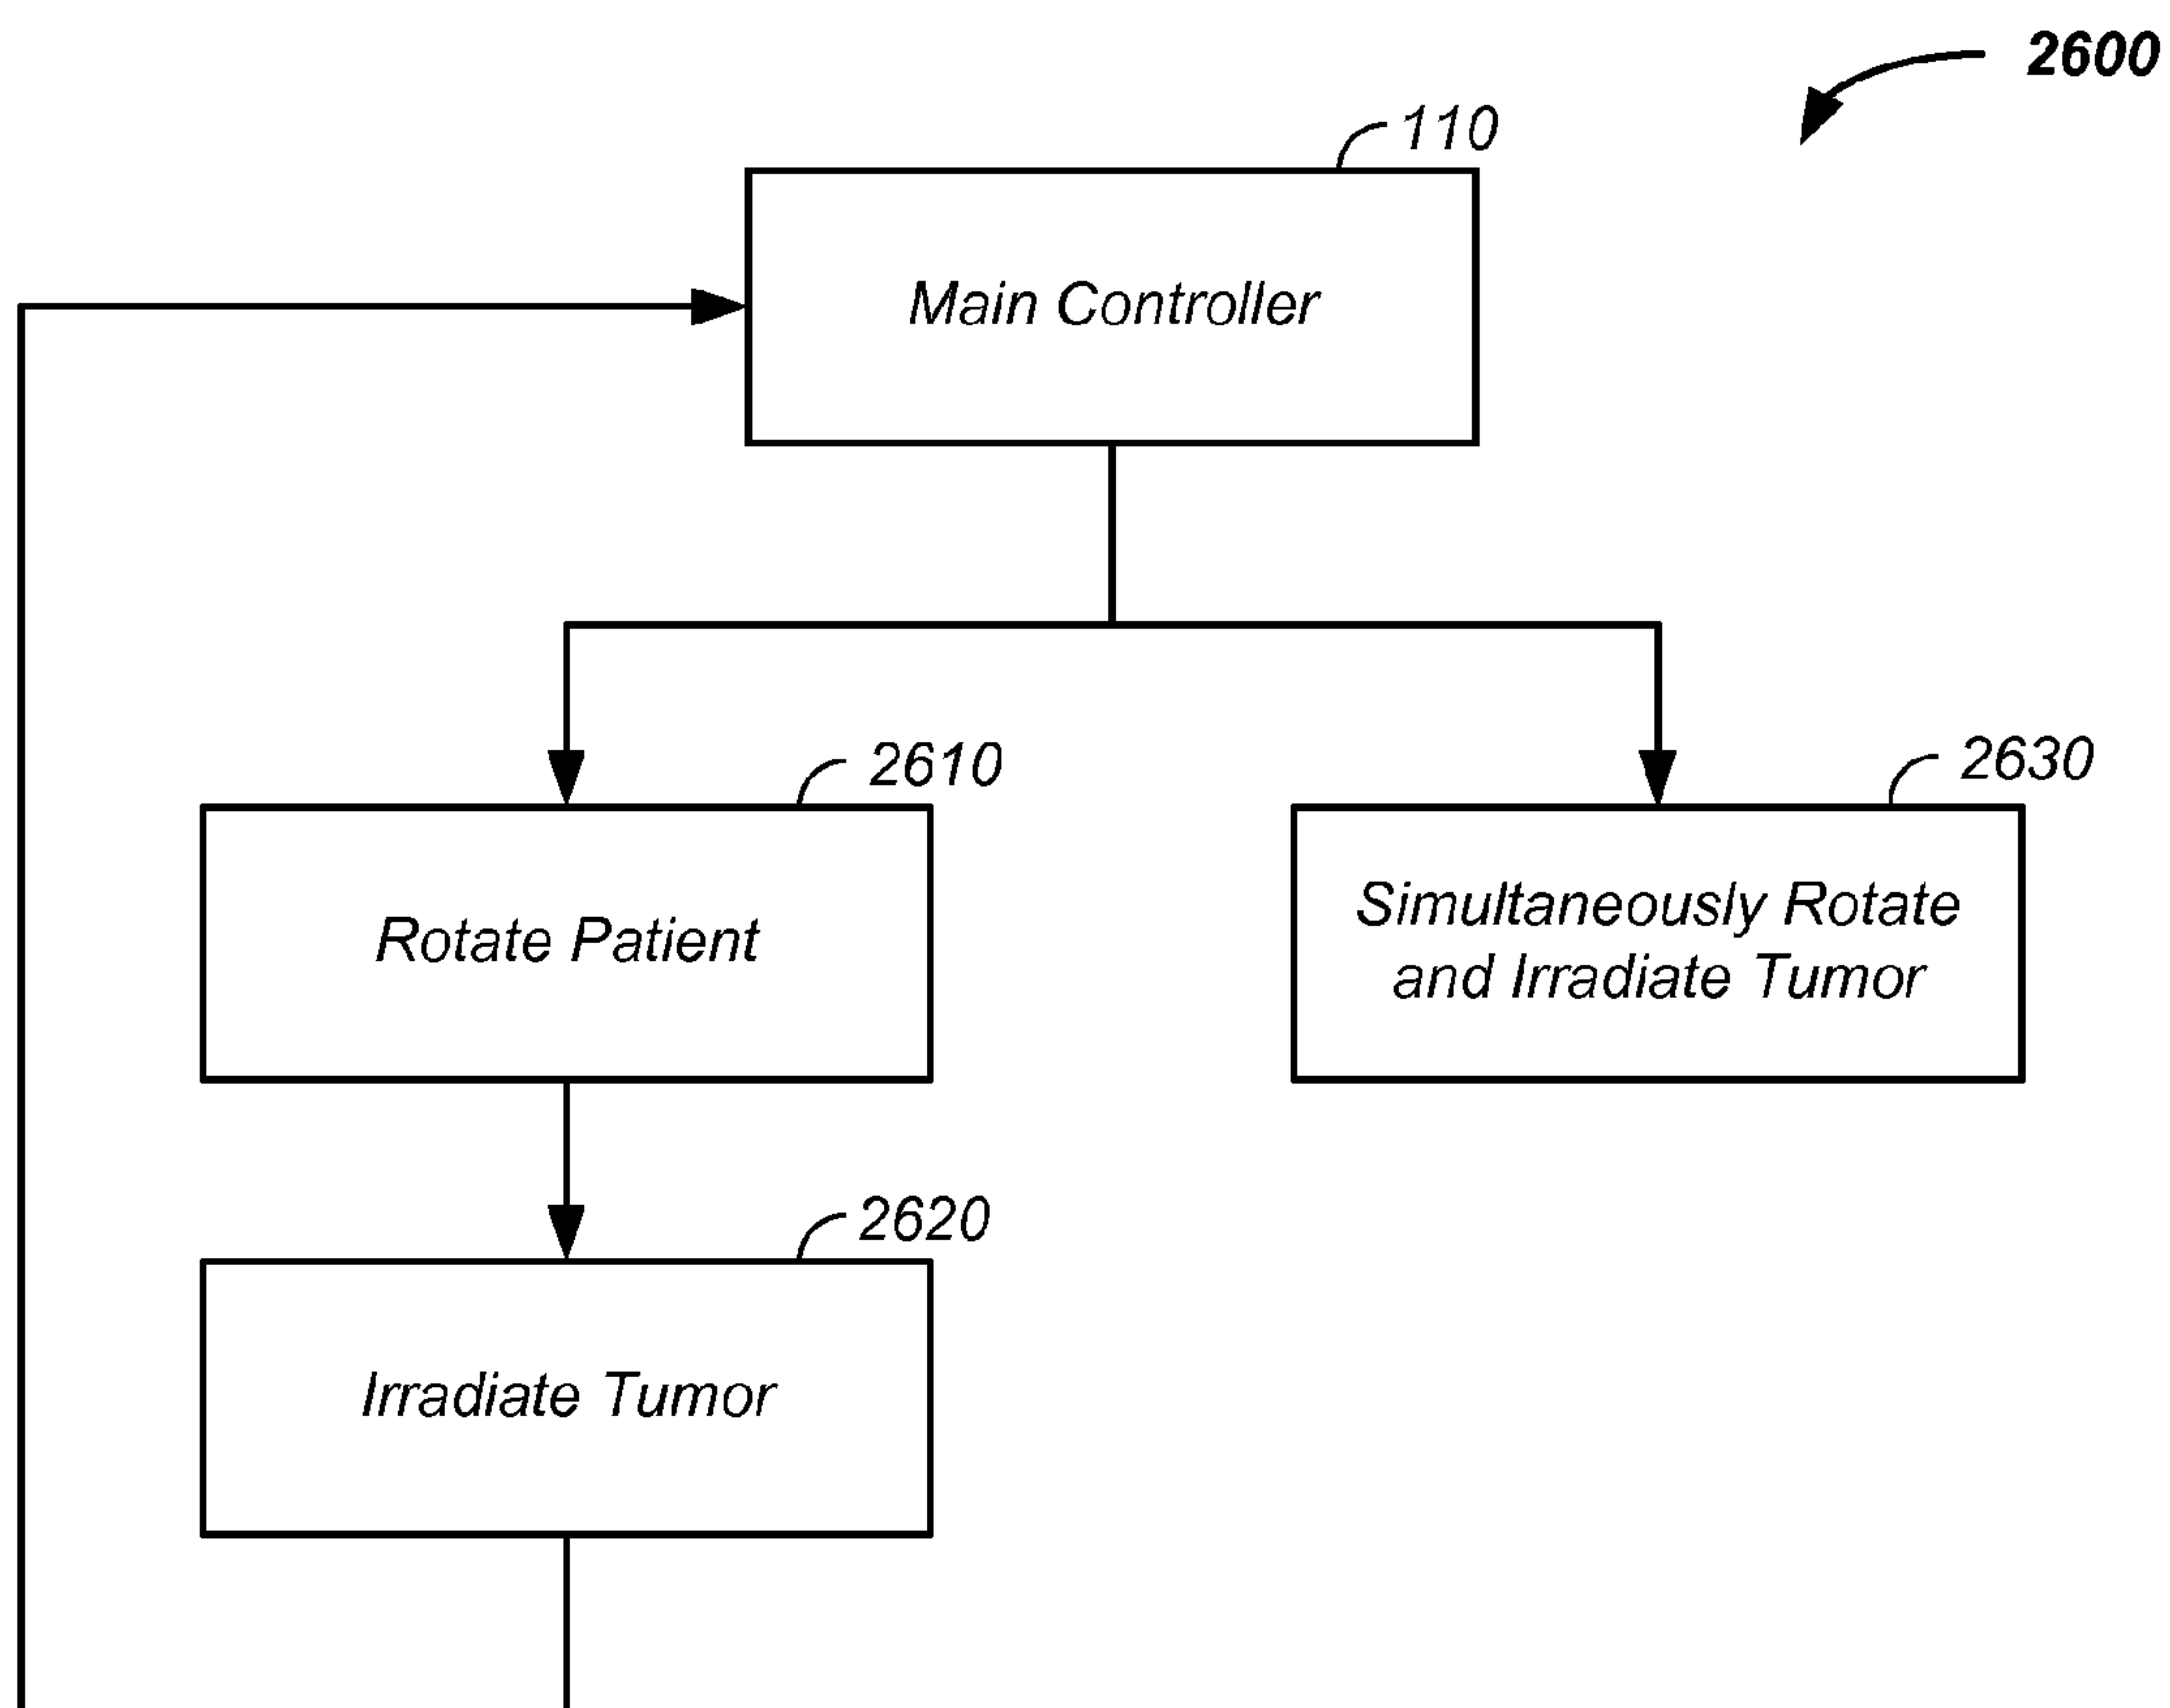 2600
110
Main Controller
2610
2630
Rotate Patient
Simultaneously Rotate
and Irradiate Tumor
2620
Irradiate Tumor